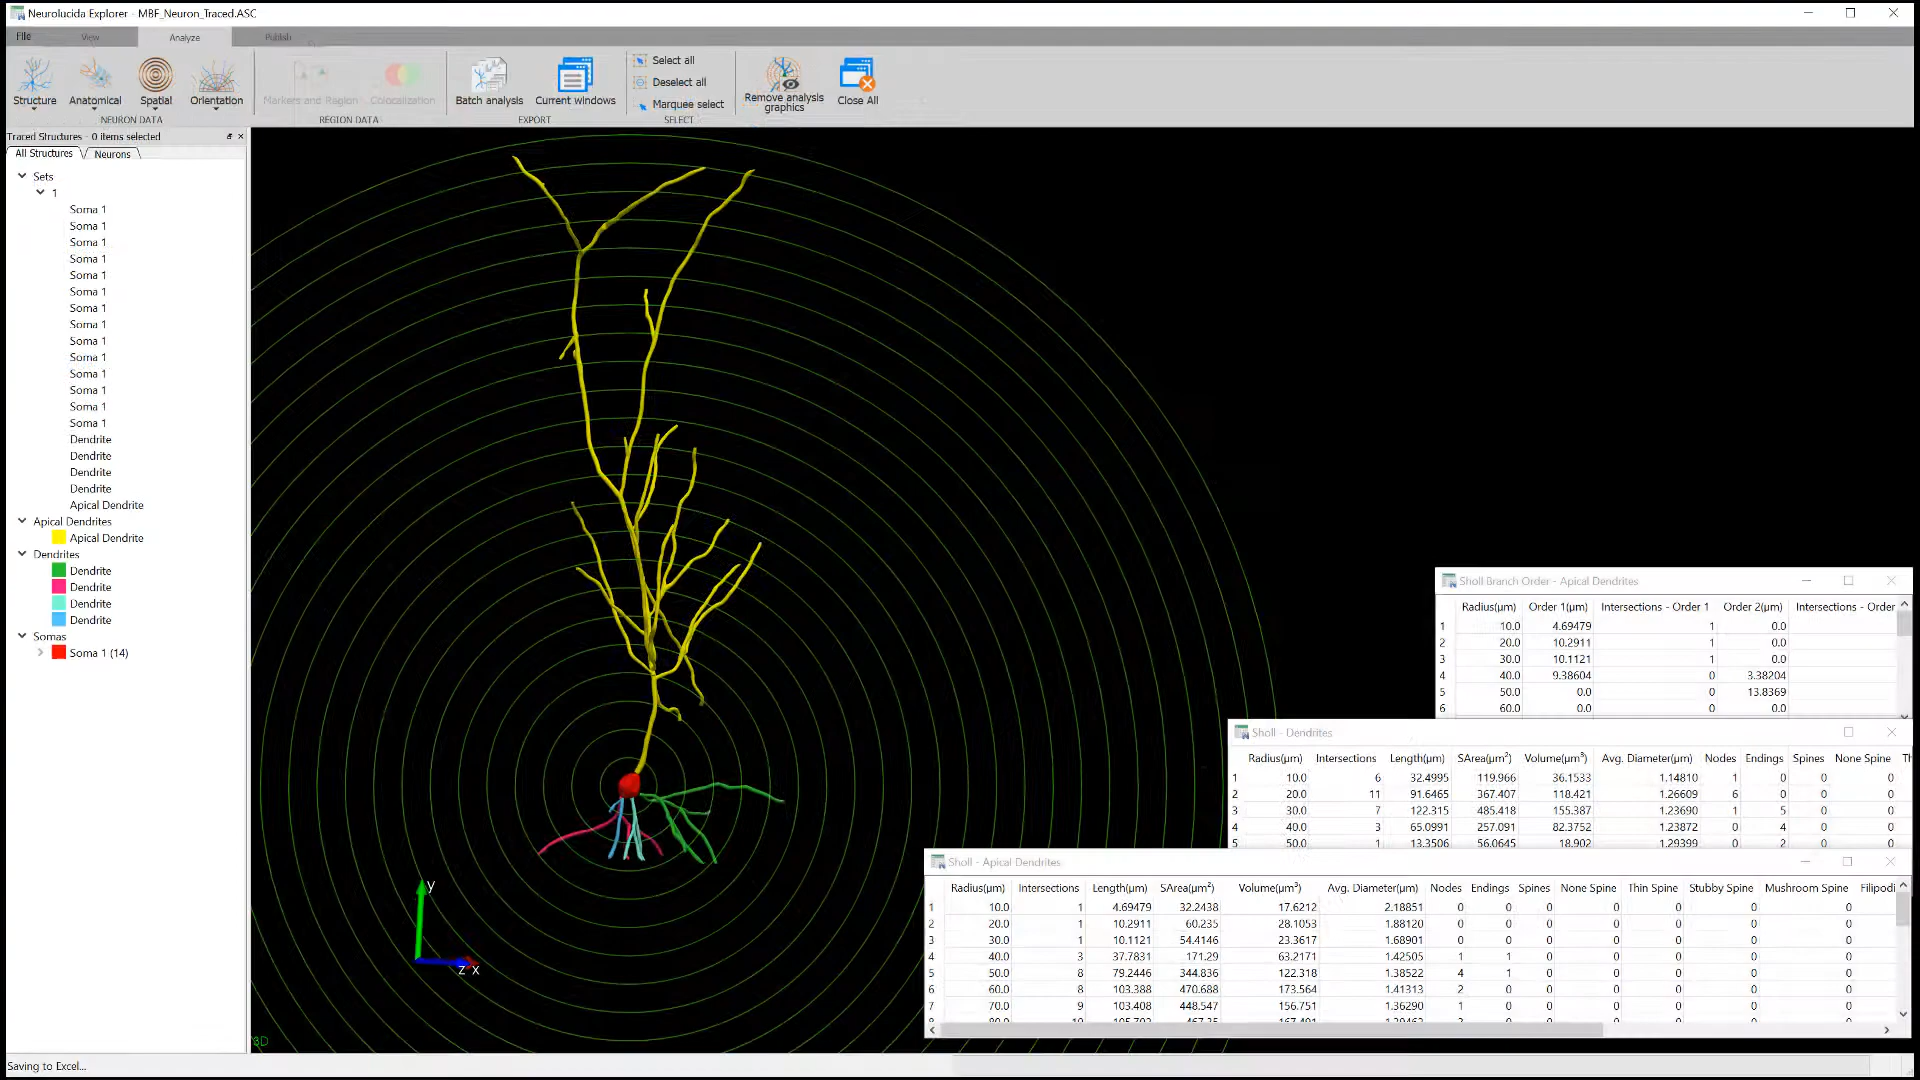 Neurolucida Explorer - MBF_Neuron_Traced.ASC
File View Analyze Publish
Structure Anatomical Spatial Orientation Markers and Region Colocalization Batch analysis Current windows Select all Deselect all Marquee select Remove analysis graphics Close All
NEURON DATA REGION DATA EXPORT SELECT
Traced Structures - 0 items selected
All Structures Neurons
Sets
1
Soma 1
Soma 1
Soma 1
Soma 1
Soma 1
Soma 1
Soma 1
Soma 1
Soma 1
Soma 1
Soma 1
Soma 1
Soma 1
Soma 1
Dendrite
Dendrite
Dendrite
Dendrite
Apical Dendrite
Apical Dendrites
Apical Dendrite
Dendrites
Dendrite
Dendrite
Dendrite
Dendrite
Somas
Soma 1 (14)
y
z x
3D
Sholl Branch Order - Apical Dendrites
Radius(µm) Order 1(µm) Intersections - Order 1 Order 2(µm) Intersections - Order
1 10.0 4.69479 1 0.0
2 20.0 10.2911 1 0.0
3 30.0 10.1121 1 0.0
4 40.0 9.38604 0 3.38204
5 50.0 0.0 0 13.8369
6 60.0 0.0 0 0.0
Sholl - Dendrites
Radius(µm) Intersections Length(µm) SArea(µm²) Volume(µm³) Avg. Diameter(µm) Nodes Endings Spines None Spine Th
1 10.0 6 32.4995 119.966 36.1533 1.14810 1 0 0 0
2 20.0 11 91.6465 367.407 118.421 1.26609 6 0 0 0
3 30.0 7 122.315 485.418 155.387 1.23690 1 5 0 0
4 40.0 3 65.0991 257.091 82.3752 1.23872 0 4 0 0
5 50.0 1 13.3506 56.0645 18.902 1.29399 0 2 0 0
Sholl - Apical Dendrites
Radius(µm) Intersections Length(µm) SArea(µm²) Volume(µm³) Avg. Diameter(µm) Nodes Endings Spines None Spine Thin Spine Stubby Spine Mushroom Spine Filipodi
1 10.0 1 4.69479 32.2438 17.6212 2.18851 0 0 0 0 0 0 0
2 20.0 1 10.2911 60.235 28.1053 1.88120 0 0 0 0 0 0 0
3 30.0 1 10.1121 54.4146 23.3617 1.68901 0 0 0 0 0 0 0
4 40.0 3 37.7831 171.29 63.2171 1.42505 1 1 0 0 0 0 0
5 50.0 8 79.2446 344.836 122.318 1.38522 4 1 0 0 0 0 0
6 60.0 8 103.388 470.688 173.564 1.41313 2 0 0 0 0 0 0
7 70.0 9 103.408 448.547 156.751 1.36290 1 0 0 0 0 0 0
Saving to Excel...